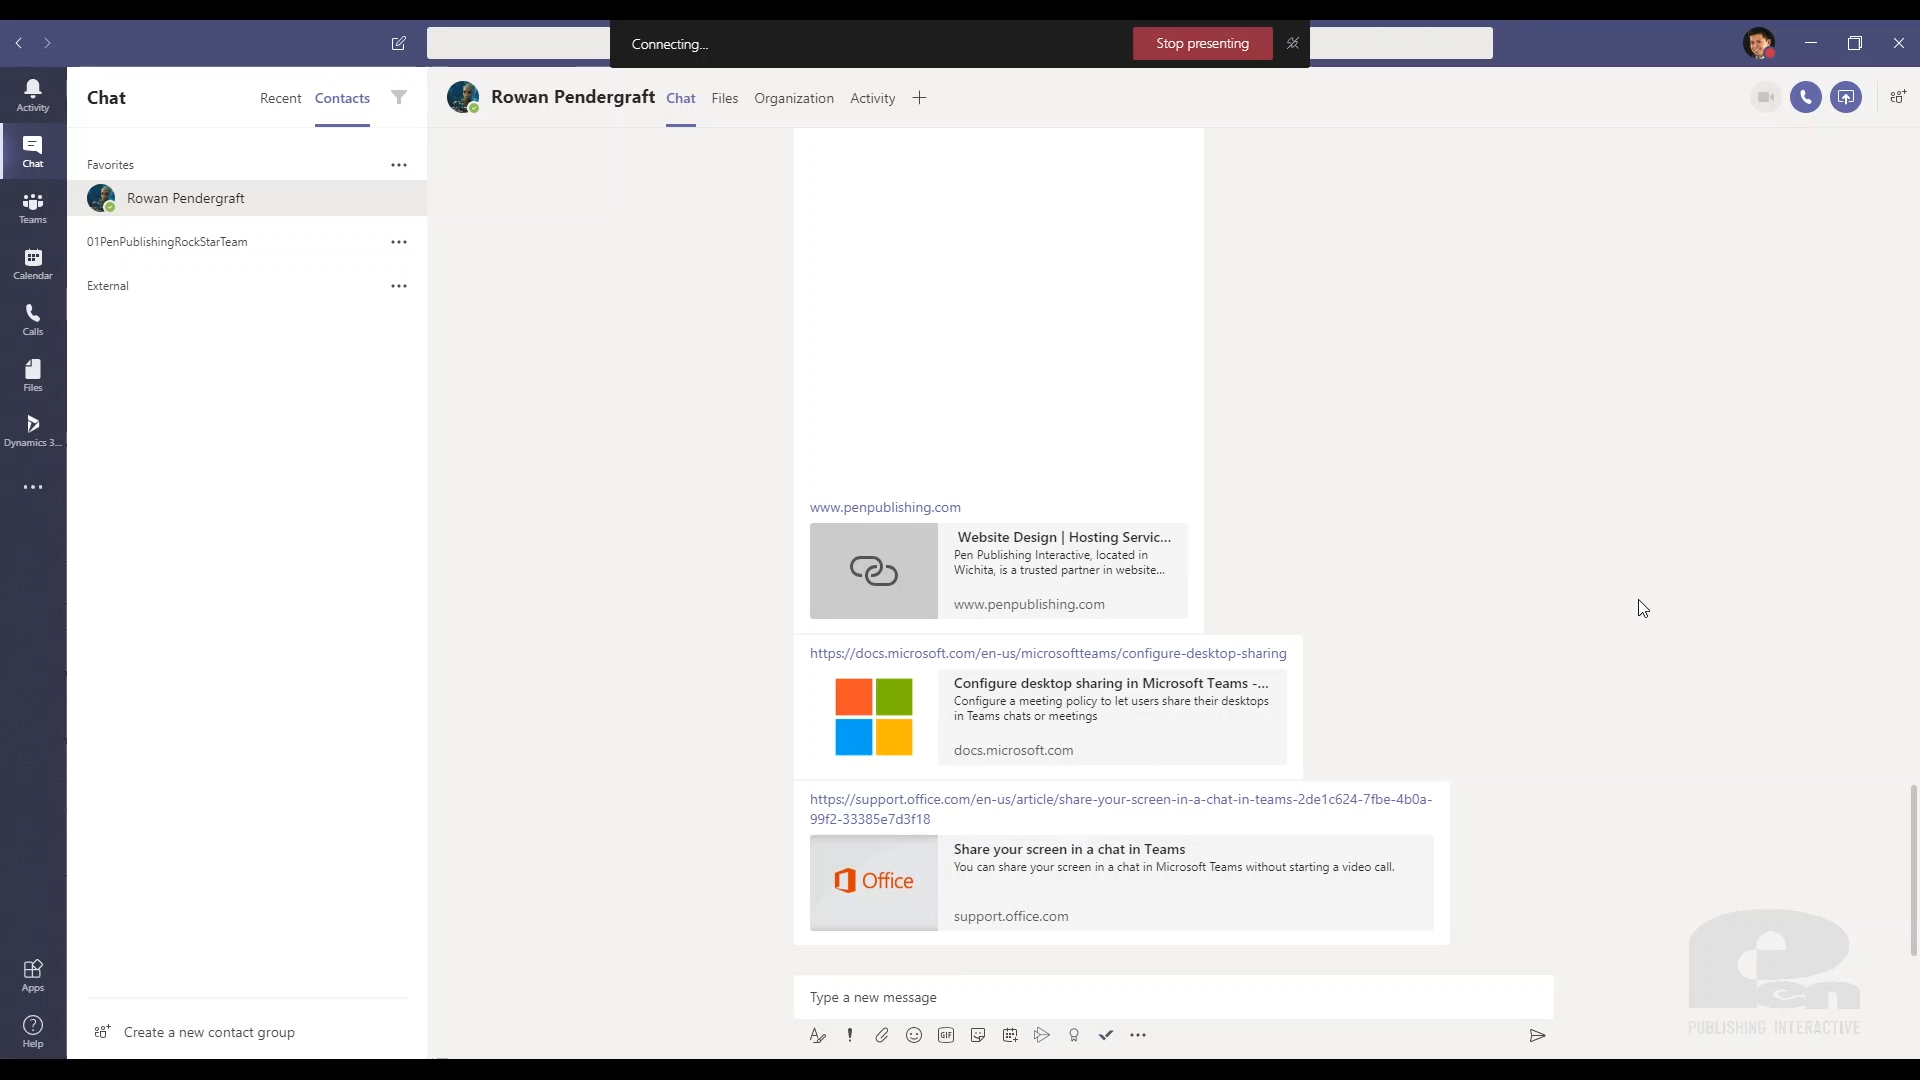 Connecting...
Stop presenting
Activity
Chat
Teams
Calendar
Calls
Files
Dynamics 3...
Apps
Help
Chat
Recent
Contacts
Favorites
Rowan Pendergraft
01PenPublishingRockStarTeam
External
Create a new contact group
Rowan Pendergraft
Chat
Files
Organization
Activity
www.penpublishing.com
Website Design | Hosting Servic...
Pen Publishing Interactive, located in
Wichita, is a trusted partner in website...
www.penpublishing.com
https://docs.microsoft.com/en-us/microsoftteams/configure-desktop-sharing
Configure desktop sharing in Microsoft Teams -...
Configure a meeting policy to let users share their desktops
in Teams chats or meetings
docs.microsoft.com
https://support.office.com/en-us/article/share-your-screen-in-a-chat-in-teams-2de1c624-7fbe-4b0a-
99f2-33385e7d3f18
Office
Share your screen in a chat in Teams
You can share your screen in a chat in Microsoft Teams without starting a video call.
support.office.com
Type a new message
GIF
pen
PUBLISHING INTERACTIVE